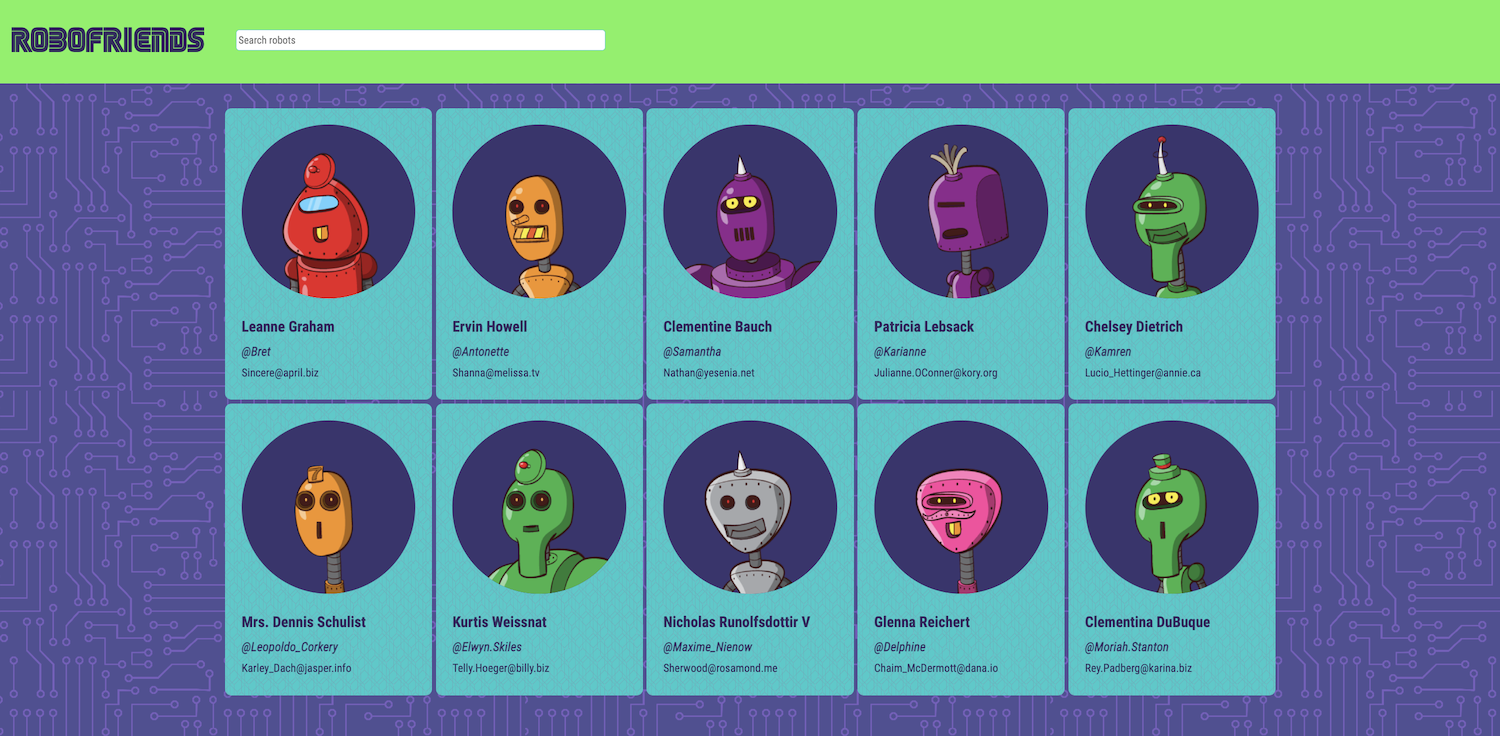 ROBOFRIENDS
Search robots
Leanne Graham
@Bret
Sincere@april.biz
Ervin Howell
@Antonette
Shanna@melissa.tv
Clementine Bauch
@Samantha
Nathan@yesenia.net
Patricia Lebsack
@Karianne
Julianne.OConner@kory.org
Chelsey Dietrich
@Kamren
Lucio_Hettinger@annie.ca
Mrs. Dennis Schulist
@Leopoldo_Corkery
Karley_Dach@jasper.info
Kurtis Weissnat
@Elwyn.Skiles
Telly.Hoeger@billy.biz
Nicholas Runolfsdottir V
@Maxime_Nienow
Sherwood@rosamond.me
Glenna Reichert
@Delphine
Chaim_McDermott@dana.io
Clementina DuBuque
@Moriah.Stanton
Rey.Padberg@karina.biz